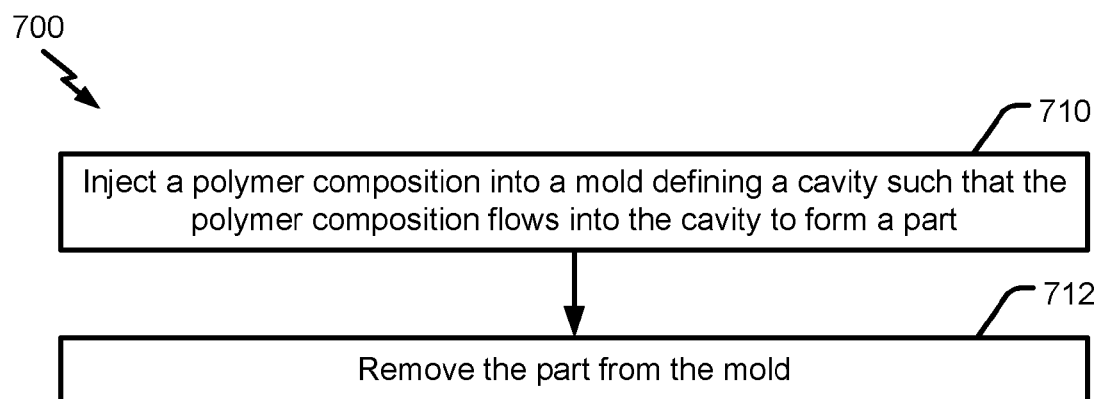 700
710
Inject a polymer composition into a mold defining a cavity such that the
polymer composition flows into the cavity to form a part
712
Remove the part from the mold